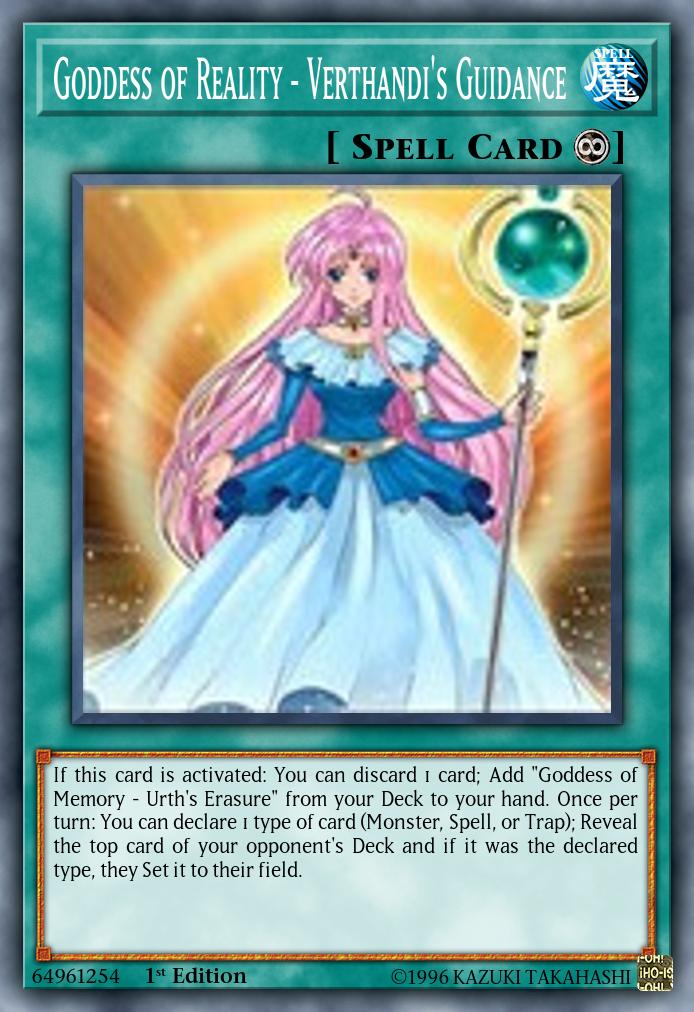 GODDESS OF REALITY - VERTHANDI'S GUIDANCE
SPELL
魔
[ SPELL CARD ]
If this card is activated: You can discard 1 card; Add "Goddess of
Memory - Urth's Erasure" from your Deck to your hand. Once per
turn: You can declare 1 type of card (Monster, Spell, or Trap); Reveal
the top card of your opponent's Deck and if it was the declared
type, they Set it to their field.
64961254 1st Edition ©1996 KAZUKI TAKAHASHI